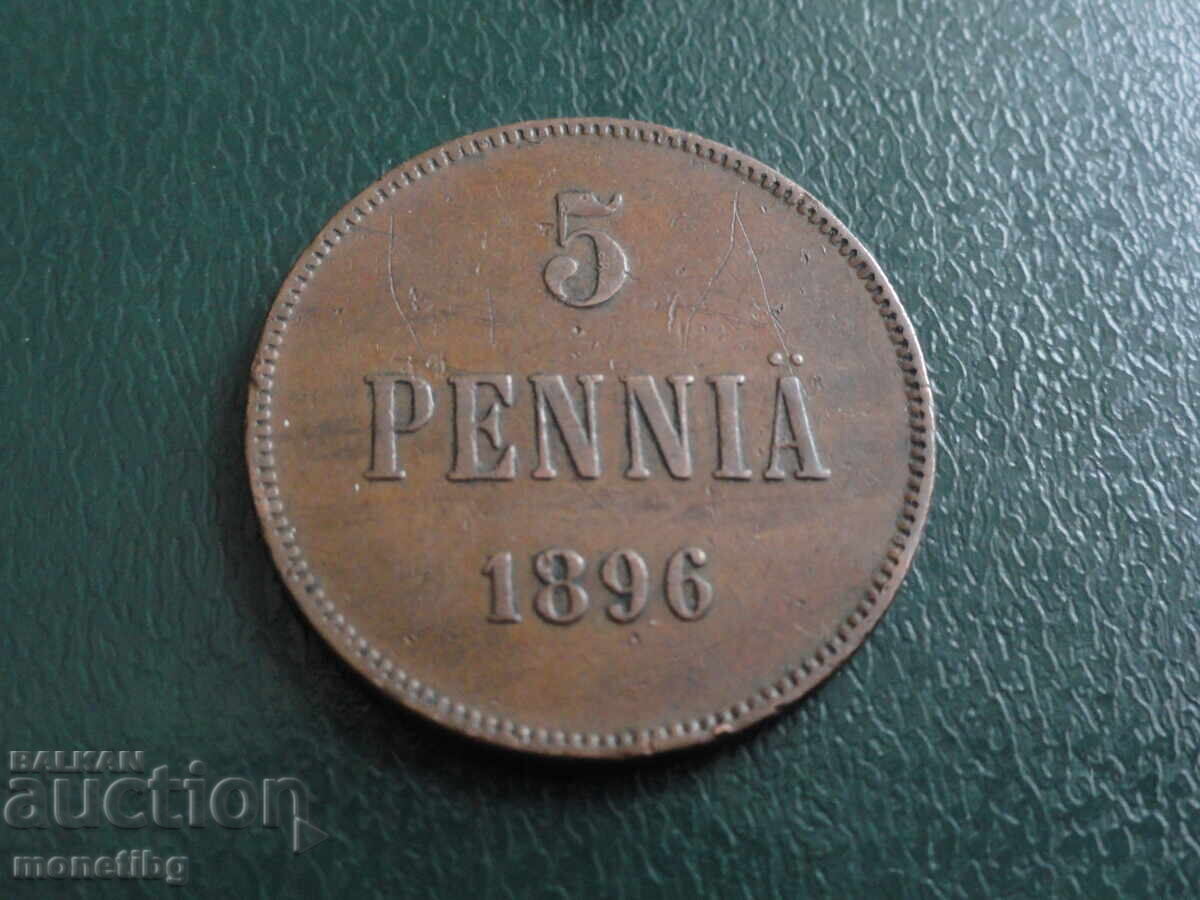 5
PENNIÄ
1896
BALKAN
auction
monetibg